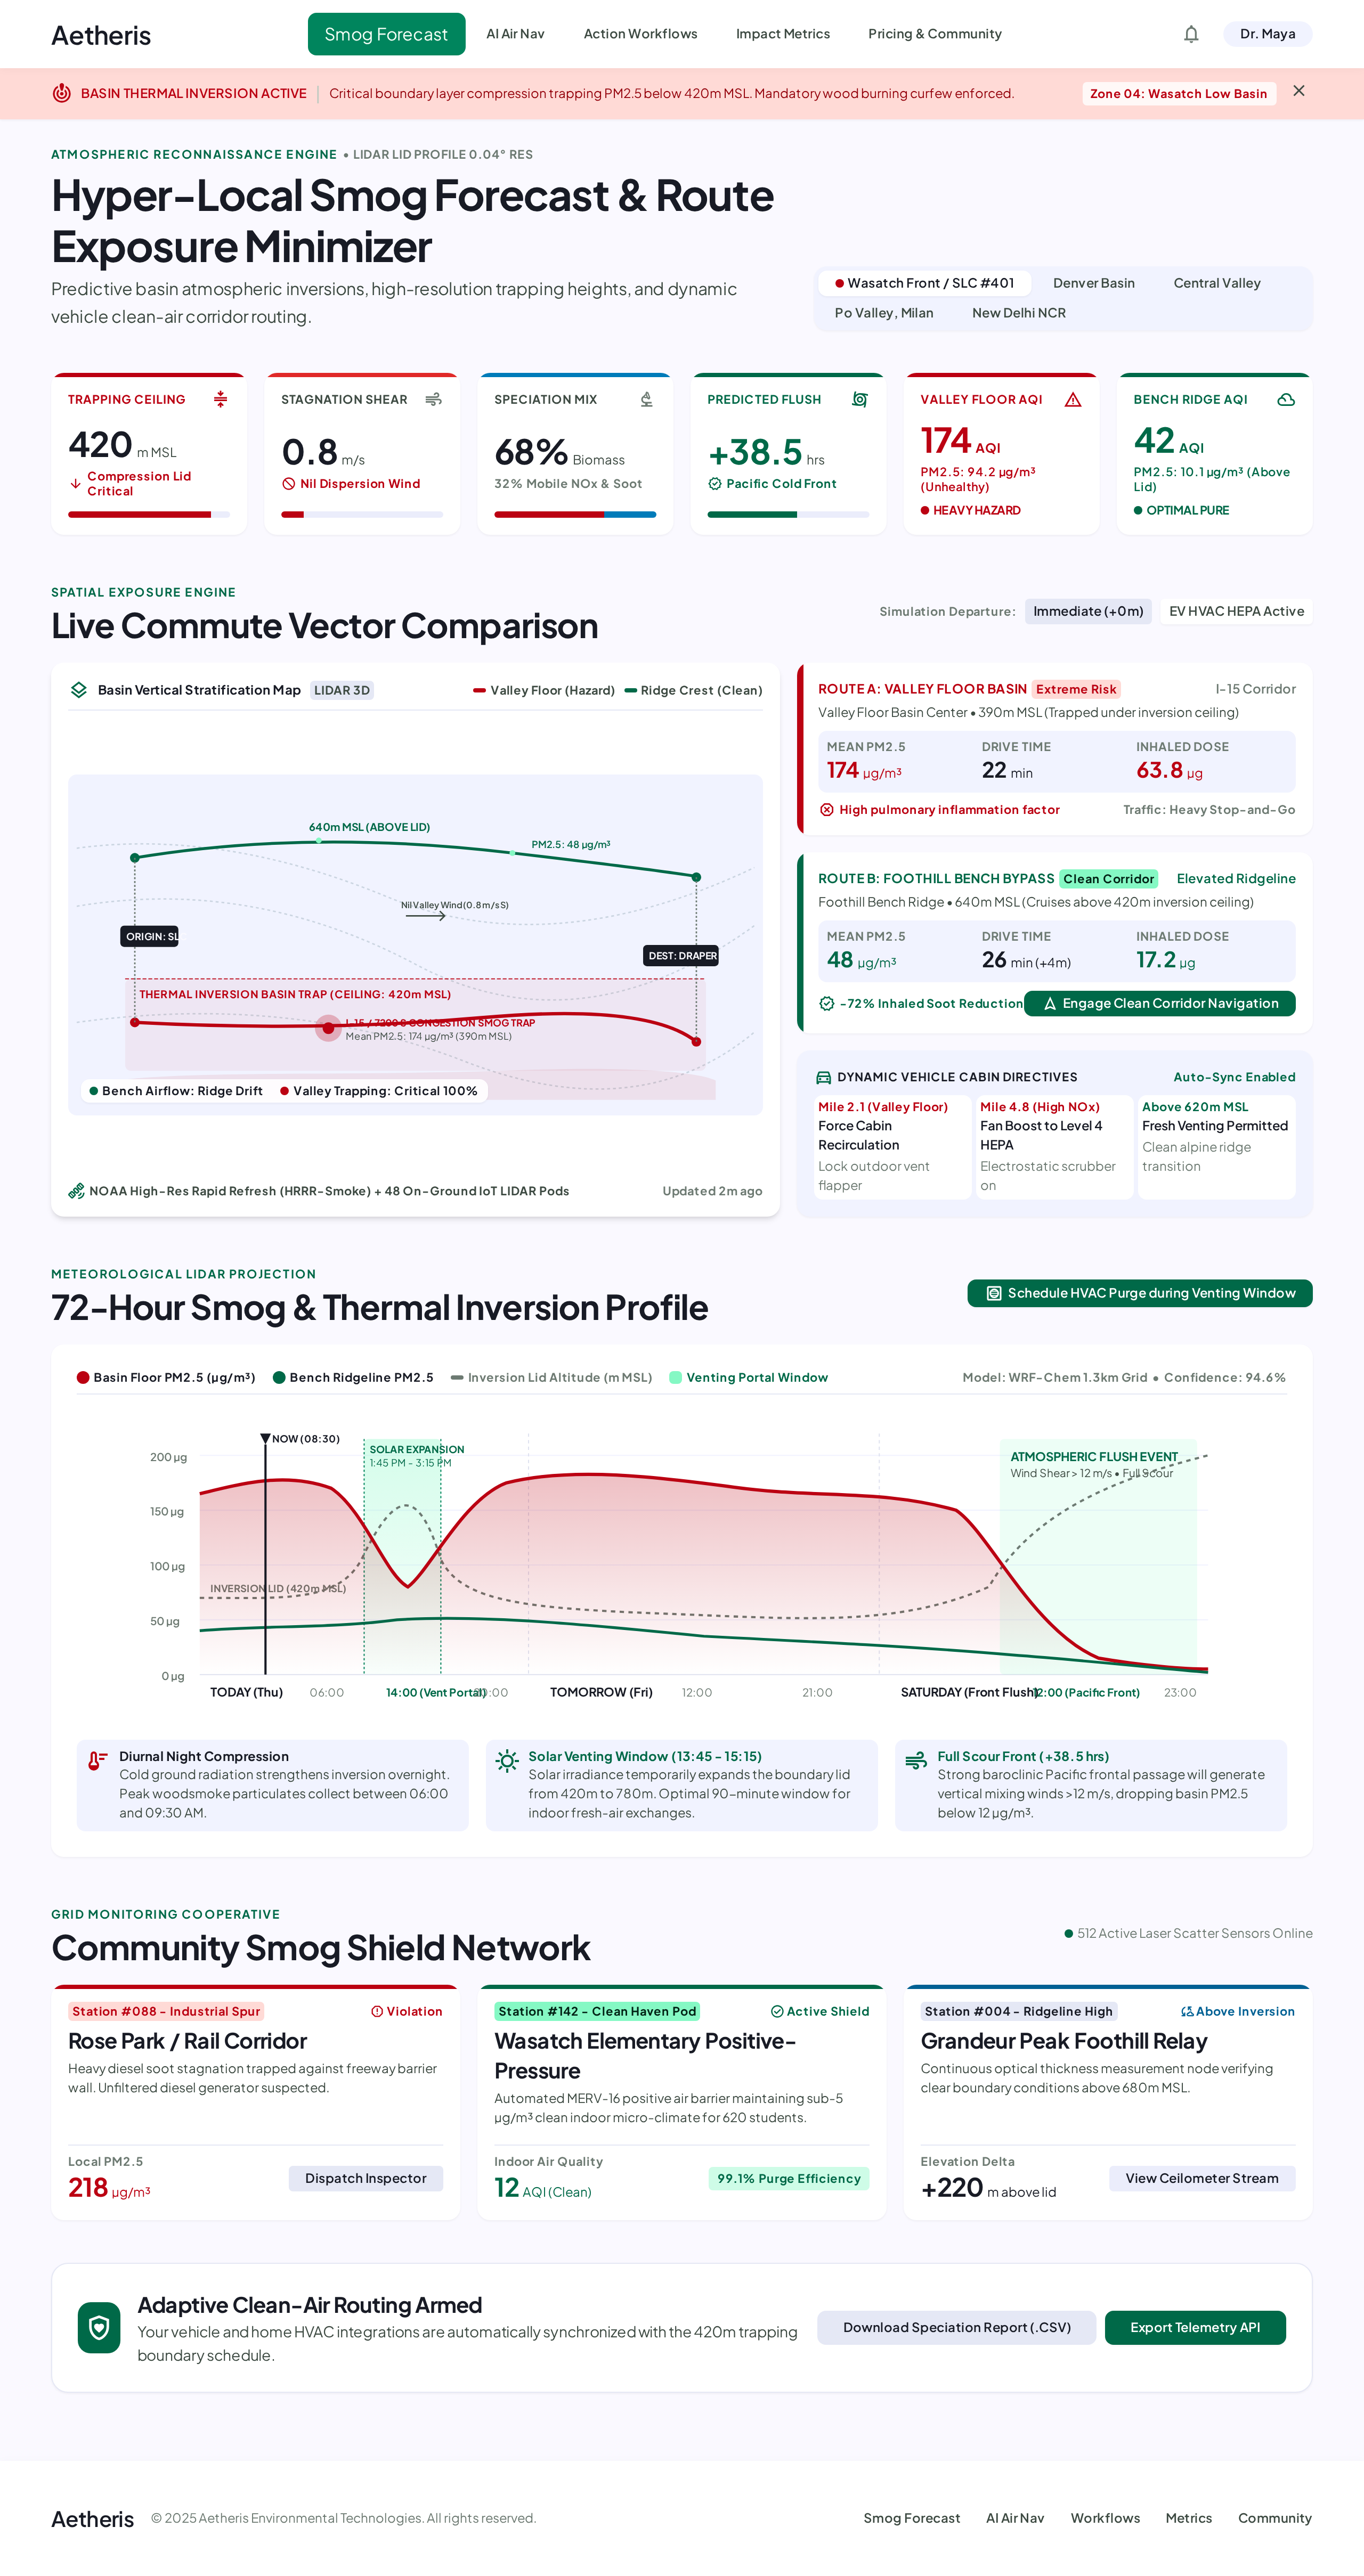 Aetheris
Smog Forecast
AI Air Nav
Action Workflows
Impact Metrics
Pricing & Community
Dr. Maya
BASIN THERMAL INVERSION ACTIVE
Critical boundary layer compression trapping PM2.5 below 420m MSL. Mandatory wood burning curfew enforced.
Zone 04: Wasatch Low Basin
ATMOSPHERIC RECONNAISSANCE ENGINE • LIDAR LID PROFILE 0.04° RES
Hyper-Local Smog Forecast & Route
Exposure Minimizer
Predictive basin atmospheric inversions, high-resolution trapping heights, and dynamic
vehicle clean-air corridor routing.
Wasatch Front / SLC #401
Denver Basin
Central Valley
Po Valley, Milan
New Delhi NCR
TRAPPING CEILING
420 m MSL
Compression Lid
Critical
STAGNATION SHEAR
0.8 m/s
Nil Dispersion Wind
SPECIATION MIX
68% Biomass
32% Mobile NOx & Soot
PREDICTED FLUSH
+38.5 hrs
Pacific Cold Front
VALLEY FLOOR AQI
174 AQI
PM2.5: 94.2 µg/m³
(Unhealthy)
HEAVY HAZARD
BENCH RIDGE AQI
42 AQI
PM2.5: 10.1 µg/m³ (Above
Lid)
OPTIMAL PURE
SPATIAL EXPOSURE ENGINE
Live Commute Vector Comparison
Simulation Departure:
Immediate (+0m)
EV HVAC HEPA Active
Basin Vertical Stratification Map
LIDAR 3D
Valley Floor (Hazard)
Ridge Crest (Clean)
640m MSL (ABOVE LID)
PM2.5: 48 µg/m³
Nil Valley Wind (0.8 m/s S)
ORIGIN: SL
DEST: DRAPER
THERMAL INVERSION BASIN TRAP (CEILING: 420m MSL)
I-15 / 7200 S CONGESTION SMOG TRAP
Mean PM2.5: 174 µg/m³ (390m MSL)
Bench Airflow: Ridge Drift
Valley Trapping: Critical 100%
NOAA High-Res Rapid Refresh (HRRR-Smoke) + 48 On-Ground IoT LIDAR Pods
Updated 2m ago
ROUTE A: VALLEY FLOOR BASIN
Extreme Risk
I-15 Corridor
Valley Floor Basin Center • 390m MSL (Trapped under inversion ceiling)
MEAN PM2.5
174 µg/m³
DRIVE TIME
22 min
INHALED DOSE
63.8 µg
High pulmonary inflammation factor
Traffic: Heavy Stop-and-Go
ROUTE B: FOOTHILL BENCH BYPASS
Clean Corridor
Elevated Ridgeline
Foothill Bench Ridge • 640m MSL (Cruises above 420m inversion ceiling)
MEAN PM2.5
48 µg/m³
DRIVE TIME
26 min (+4m)
INHALED DOSE
17.2 µg
-72% Inhaled Soot Reduction
Engage Clean Corridor Navigation
DYNAMIC VEHICLE CABIN DIRECTIVES
Auto-Sync Enabled
Mile 2.1 (Valley Floor)
Force Cabin
Recirculation
Lock outdoor vent
flapper
Mile 4.8 (High NOx)
Fan Boost to Level 4
HEPA
Electrostatic scrubber
on
Above 620m MSL
Fresh Venting Permitted
Clean alpine ridge
transition
METEOROLOGICAL LIDAR PROJECTION
72-Hour Smog & Thermal Inversion Profile
Schedule HVAC Purge during Venting Window
Basin Floor PM2.5 (µg/m³)
Bench Ridgeline PM2.5
Inversion Lid Altitude (m MSL)
Venting Portal Window
Model: WRF-Chem 1.3km Grid • Confidence: 94.6%
NOW (08:30)
SOLAR EXPANSION
1:45 PM - 3:15 PM
ATMOSPHERIC FLUSH EVENT
Wind Shear > 12 m/s • Full Scour
200 µg
150 µg
100 µg
50 µg
0 µg
INVERSION LID (420m MSL)
TODAY (Thu)
06:00
14:00 (Vent Portal)
TOMORROW (Fri)
12:00
21:00
SATURDAY (Front Flush)
12:00 (Pacific Front)
23:00
Diurnal Night Compression
Cold ground radiation strengthens inversion overnight.
Peak woodsmoke particulates collect between 06:00
and 09:30 AM.
Solar Venting Window (13:45 - 15:15)
Solar irradiance temporarily expands the boundary lid
from 420m to 780m. Optimal 90-minute window for
indoor fresh-air exchanges.
Full Scour Front (+38.5 hrs)
Strong baroclinic Pacific frontal passage will generate
vertical mixing winds >12 m/s, dropping basin PM2.5
below 12 µg/m³.
GRID MONITORING COOPERATIVE
Community Smog Shield Network
512 Active Laser Scatter Sensors Online
Station #088 - Industrial Spur
Violation
Rose Park / Rail Corridor
Heavy diesel soot stagnation trapped against freeway barrier
wall. Unfiltered diesel generator suspected.
Local PM2.5
218 µg/m³
Dispatch Inspector
Station #142 - Clean Haven Pod
Active Shield
Wasatch Elementary Positive-
Pressure
Automated MERV-16 positive air barrier maintaining sub-5
µg/m³ clean indoor micro-climate for 620 students.
Indoor Air Quality
12 AQI (Clean)
99.1% Purge Efficiency
Station #004 - Ridgeline High
Above Inversion
Grandeur Peak Foothill Relay
Continuous optical thickness measurement node verifying
clear boundary conditions above 680m MSL.
Elevation Delta
+220 m above lid
View Ceilometer Stream
Adaptive Clean-Air Routing Armed
Your vehicle and home HVAC integrations are automatically synchronized with the 420m trapping
boundary schedule.
Download Speciation Report (.CSV)
Export Telemetry API
Aetheris
© 2025 Aetheris Environmental Technologies. All rights reserved.
Smog Forecast
AI Air Nav
Workflows
Metrics
Community